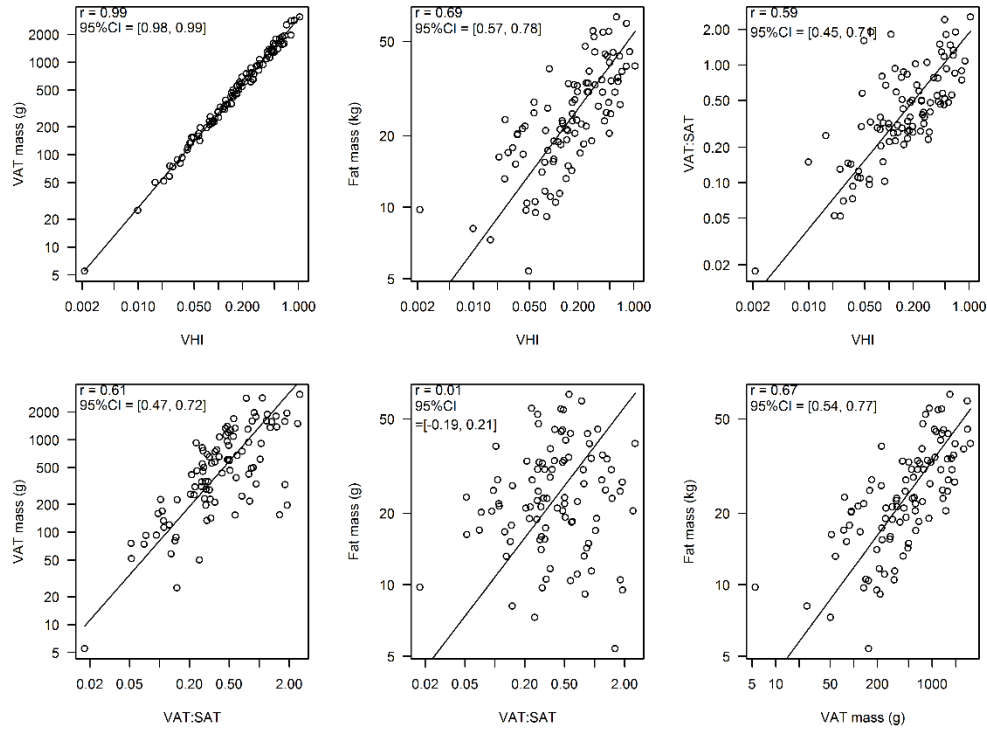 r = 0.99
95%CI = [0.98, 0.99]
2000
1000
500
200
100
50
20
10
5
VAT mass (g)
0.002
0.010
0.050
0.200
1.000
VHI
r = 0.69
95%CI = [0.57, 0.78]
50
20
10
5
Fat mass (kg)
0.002
0.010
0.050
0.200
1.000
VHI
r = 0.59
95%CI = [0.45, 0.71]
1.00
0.50
0.20
0.10
0.05
0.02
VAT:SAT
0.002
0.010
0.050
0.200
1.000
VHI
r = 0.61
95%CI = [0.47, 0.72]
2000
1000
500
200
100
50
20
10
5
VAT mass (g)
0.02
0.05
0.20
0.50
2.00
VAT:SAT
r = 0.01
95%CI
=[-0.19, 0.21]
50
20
10
5
Fat mass (g)
0.02
0.05
0.20
0.50
2.00
VAT:SAT
r = 0.67
95%CI = [0.54, 0.77]
50
20
10
5
Fat mass (kg)
5
10
50
200
1000
VAT mass (g)